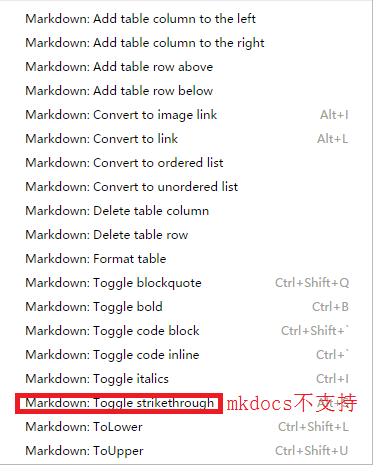 Markdown: Add table column to the left
Markdown: Add table column to the right
Markdown: Add table row above
Markdown: Add table row below
Markdown: Convert to image link Alt+I
Markdown: Convert to link Alt+L
Markdown: Convert to ordered list
Markdown: Convert to unordered list
Markdown: Delete table column
Markdown: Delete table row
Markdown: Format table
Markdown: Toggle blockquote Ctrl+Shift+Q
Markdown: Toggle bold Ctrl+B
Markdown: Toggle code block Ctrl+Shift+`
Markdown: Toggle code inline Ctrl+`
Markdown: Toggle italics Ctrl+I
Markdown: Toggle strikethrough mkdocs不支持
Markdown: ToLower Ctrl+Shift+L
Markdown: ToUpper Ctrl+Shift+U